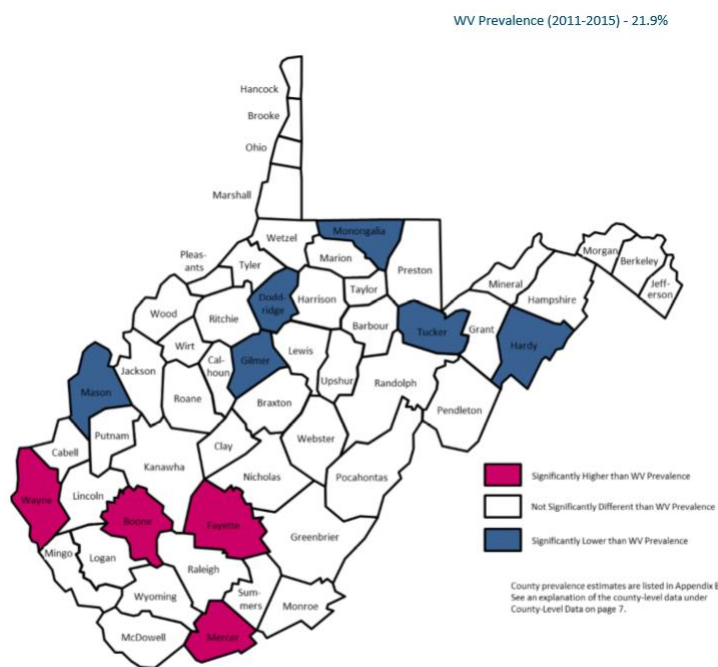 WV Prevalence (2011-2015) - 21.9%
Hancock
Brooke
Ohio
Marshall
Wetzel
Monongalia
Marion
Preston
Pleas-
ants
Tyler
Morgan
Berkeley
Jeff-
erson
Mineral
Hampshire
Wood
Ritchie
Dodd-
ridge
Harrison
Taylor
Barbour
Tucker
Grant
Hardy
Wirt
Cal-
houn
Gilmer
Lewis
Upshur
Randolph
Pendleton
Mason
Jackson
Roane
Braxton
Webster
Putnam
Cabell
Kanawha
Clay
Nicholas
Pocahontas
Wayne
Lincoln
Boone
Fayette
Greenbrier
Mingo
Logan
Raleigh
Wyoming
Sum-
mers
Monroe
McDowell
Mercer
Significantly Higher than WV Prevalence
Not Significantly Different than WV Prevalence
Significantly Lower than WV Prevalence
County prevalence estimates are listed in Appendix E
See an explanation of the county-level data under
County-Level Data on page 7.